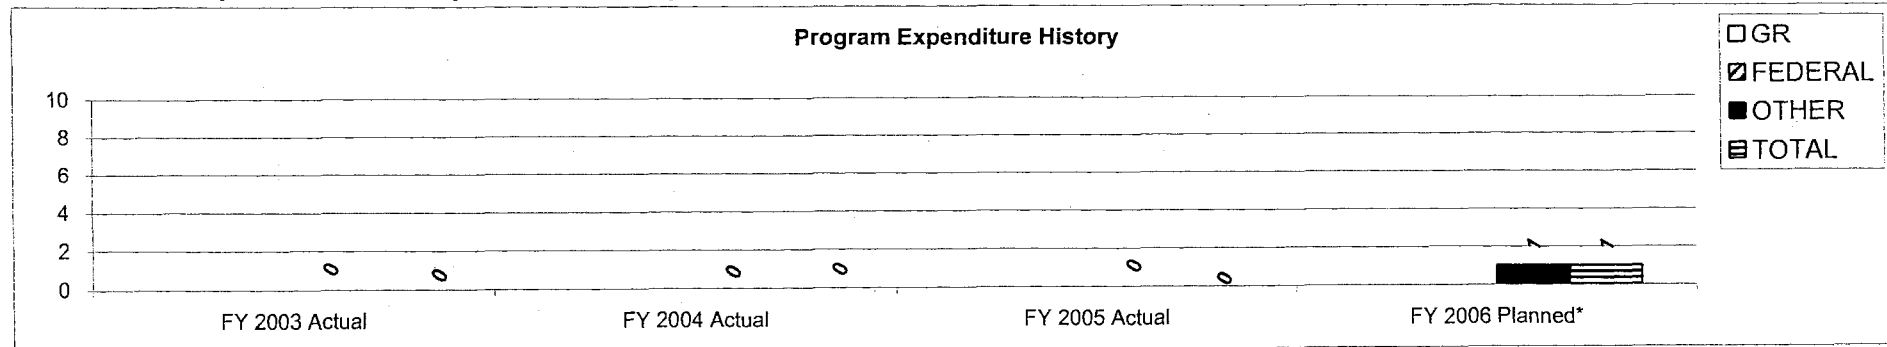 Program Expenditure History
GR
FEDERAL
OTHER
TOTAL
10
8
6
4
2
0
0 0 0 0 0 0 1 1
FY 2003 Actual FY 2004 Actual FY 2005 Actual FY 2006 Planned*